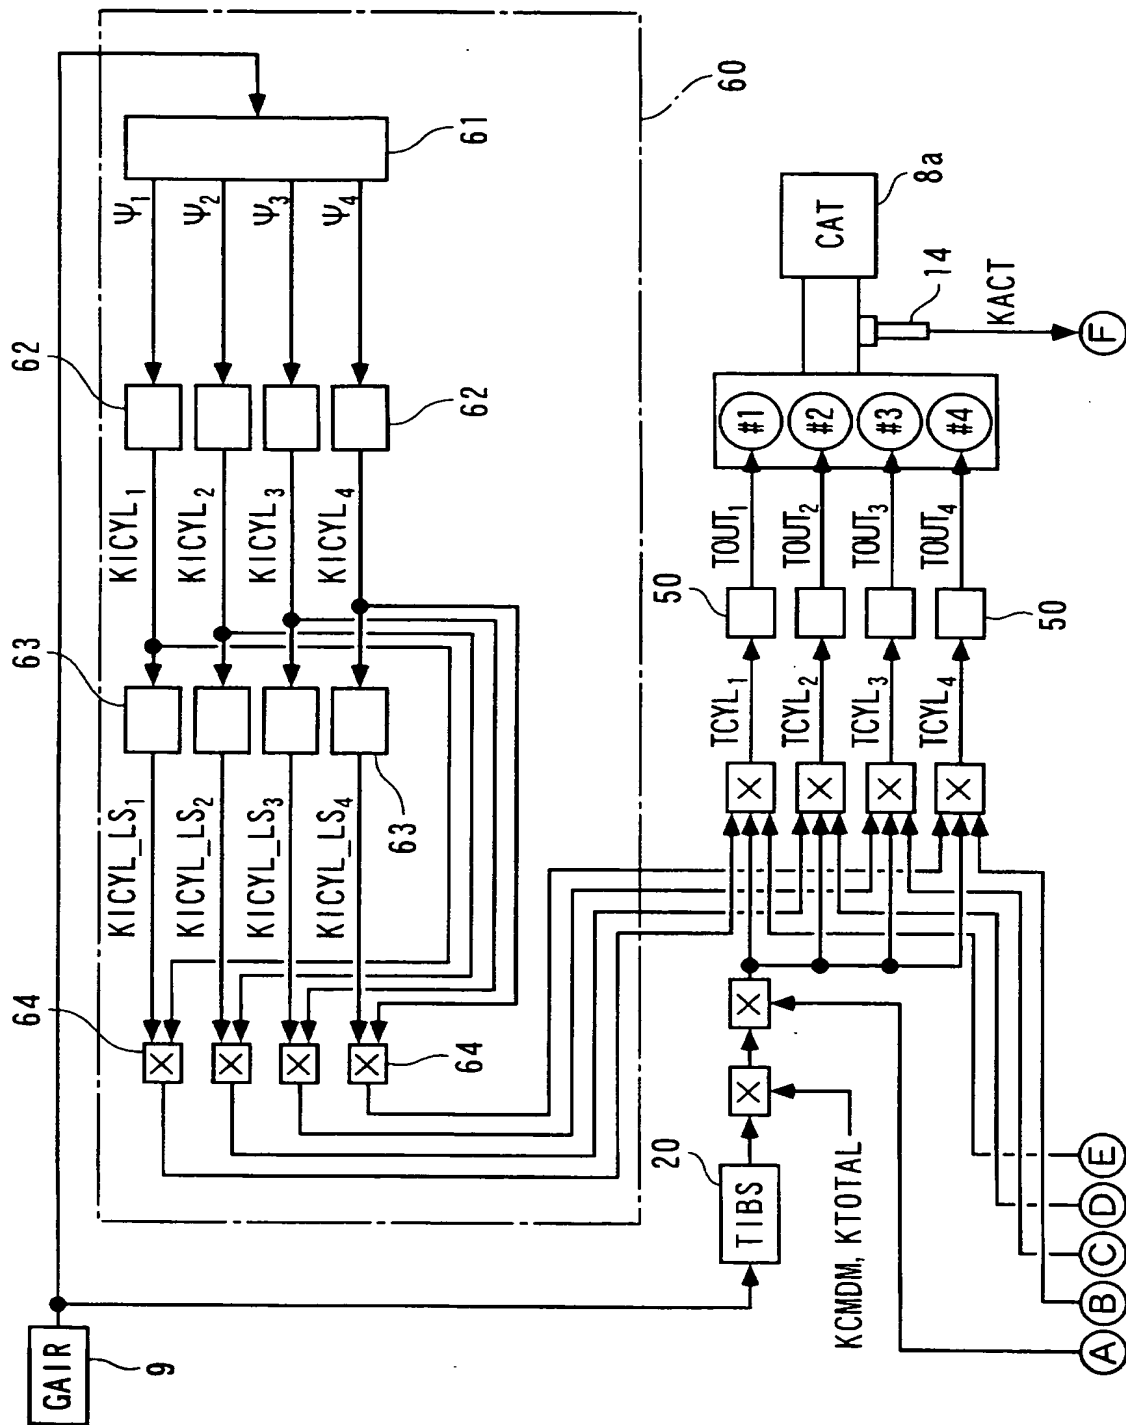 GAIR
9
60
61
Ψ1
Ψ2
Ψ3
Ψ4
62
62
KICYL1
KICYL2
KICYL3
KICYL4
63
63
KICYL_LS1
KICYL_LS2
KICYL_LS3
KICYL_LS4
64
64
X
X
X
X
20
TIBS
X
X
KCMDM, KTOTAL
X
X
X
X
TCYL1
TCYL2
TCYL3
TCYL4
50
50
TOUT1
TOUT2
TOUT3
TOUT4
#1
#2
#3
#4
CAT
8a
14
KACT
A
B
C
D
E
F